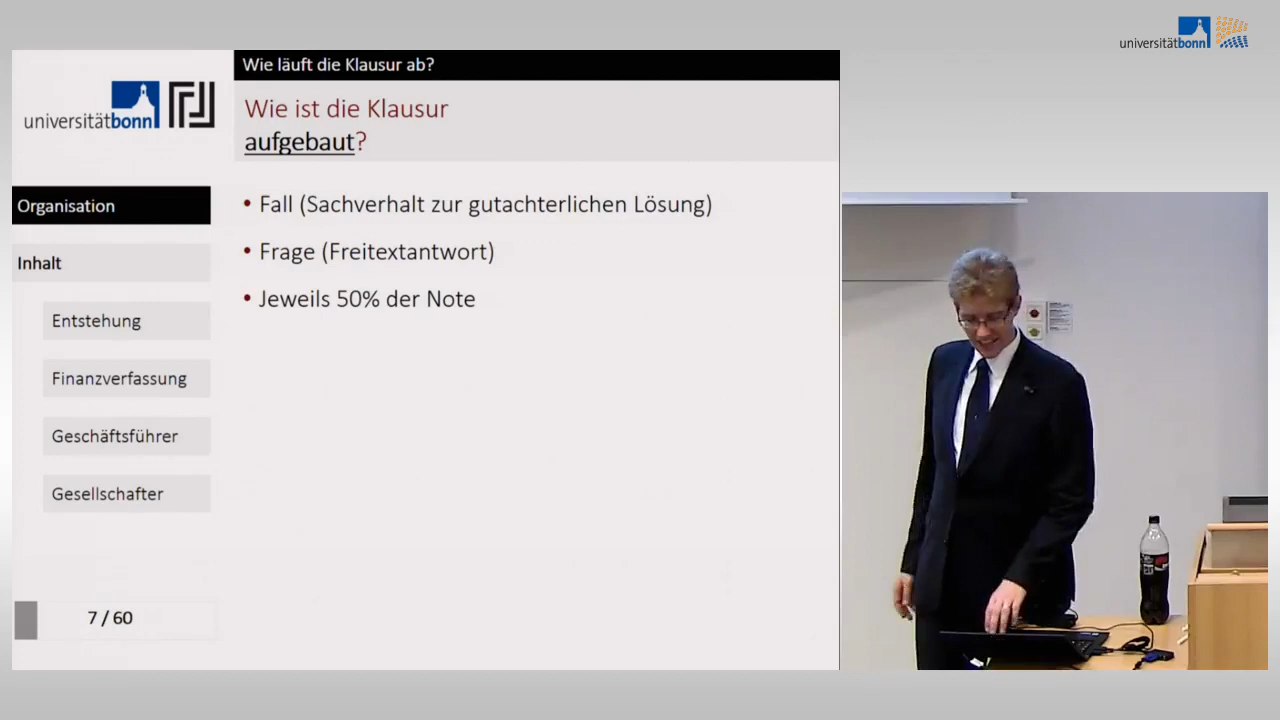 universitätbonn
Wie läuft die Klausur ab?
universitätbonn
Wie ist die Klausur
aufgebaut?
Organisation
Inhalt
Entstehung
Finanzverfassung
Geschäftsführer
Gesellschafter
7 / 60
• Fall (Sachverhalt zur gutachterlichen Lösung)
• Frage (Freitextantwort)
• Jeweils 50% der Note